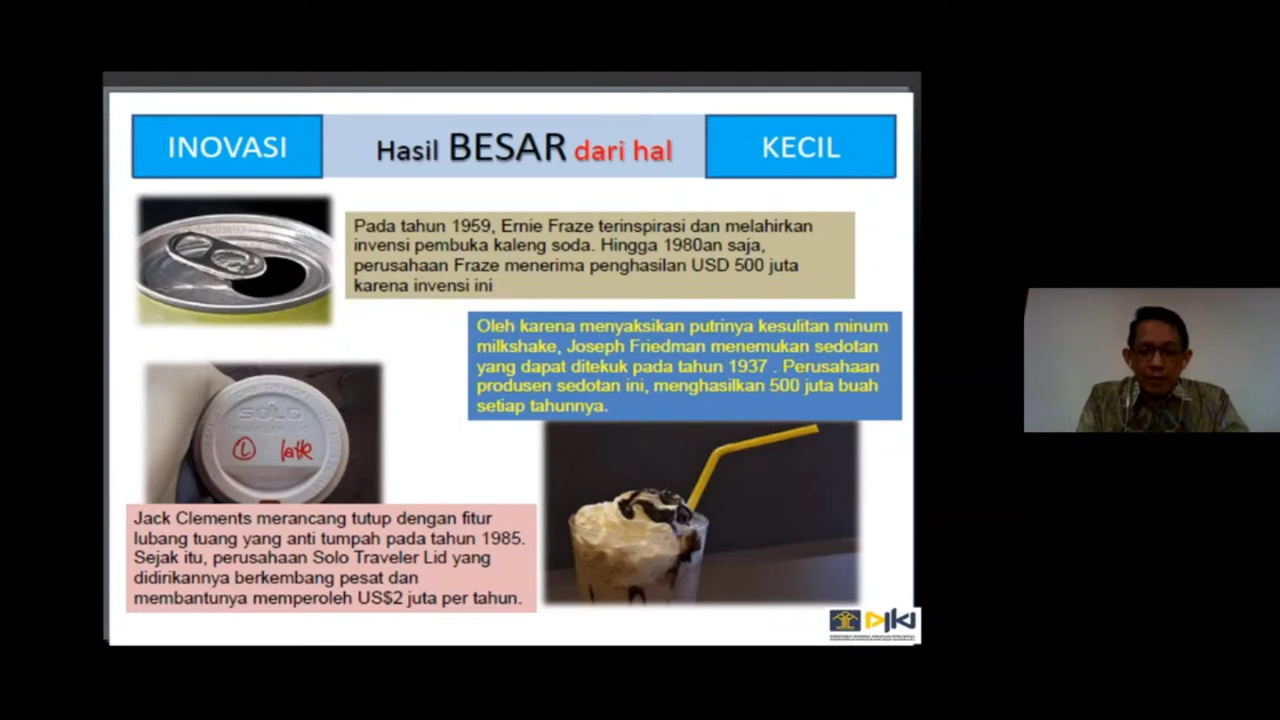 INOVASI
Hasil BESAR dari hal
KECIL
Pada tahun 1959, Ernie Fraze terinspirasi dan melahirkan
invensi pembuka kaleng soda. Hingga 1980an saja,
perusahaan Fraze menerima penghasilan USD 500 juta
karena invensi ini
Oleh karena menyaksikan putrinya kesulitan minum
milkshake, Joseph Friedman menemukan sedotan
yang dapat ditekuk pada tahun 1937 . Perusahaan
produsen sedotan ini, menghasilkan 500 juta buah
setiap tahunnya.
SOLO
L latte
Jack Clements merancang tutup dengan fitur
lubang tuang yang anti tumpah pada tahun 1985.
Sejak itu, perusahaan Solo Traveler Lid yang
didirikannya berkembang pesat dan
membantunya memperoleh US$2 juta per tahun.
DJKI